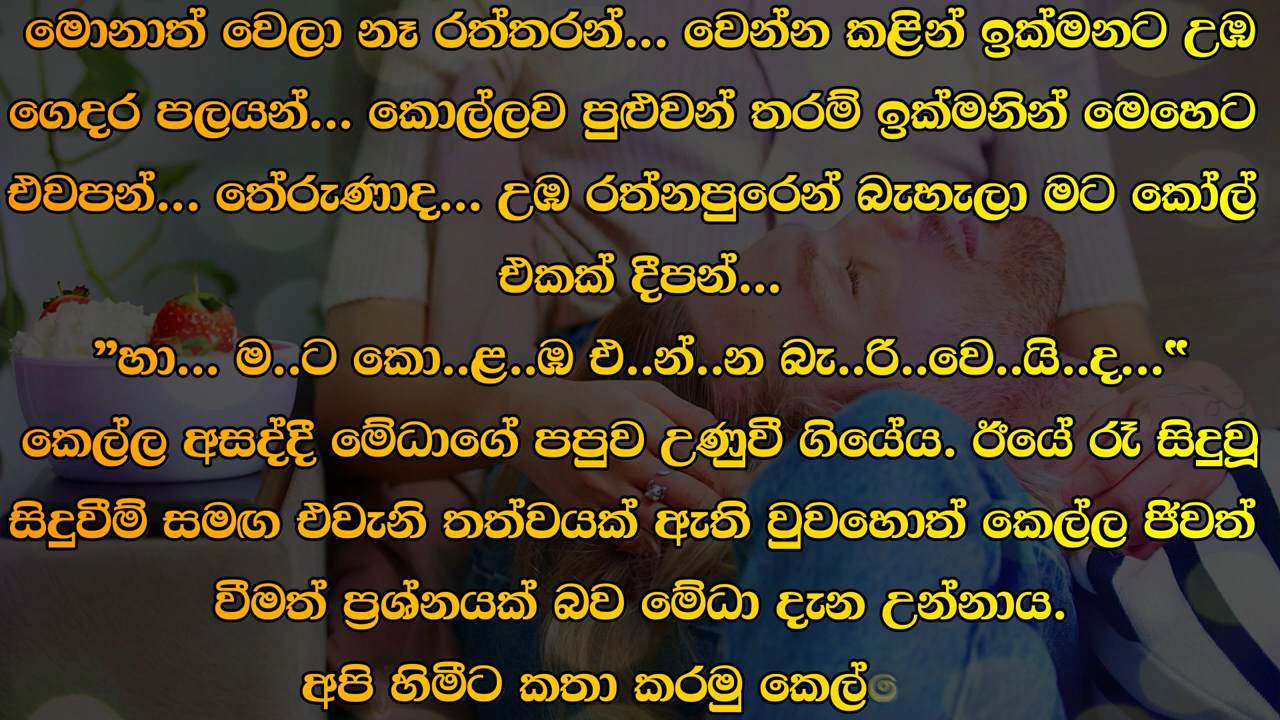 මොනාත් වෙලා නෑ රත්තරන්... වෙන්න කළින් ඉක්මනට උඹ
ගෙදර පලයන්... කොල්ලව පුළුවන් තරම් ඉක්මනින් මෙහෙට
එවපන්... තේරුණාද... උඹ රත්නපුරෙන් බැහැලා මට කෝල්
එකක් දීපන්...
”හා... ම..ට කො..ළ..ඹ එ..න්..න බැ..රි..වෙ..යි..ද...“
කෙල්ල අසද්දී මේධාගේ පපුව උණුවී ගියේය. ඊයේ රෑ සිදුවූ
සිදුවීම් සමඟ එවැනි තත්වයක් ඇති වුවහොත් කෙල්ල ජිවත්
වීමත් ප්‍රශ්නයක් බව මේධා දැන උන්නාය.
අපි හිමීට කතා කරමු